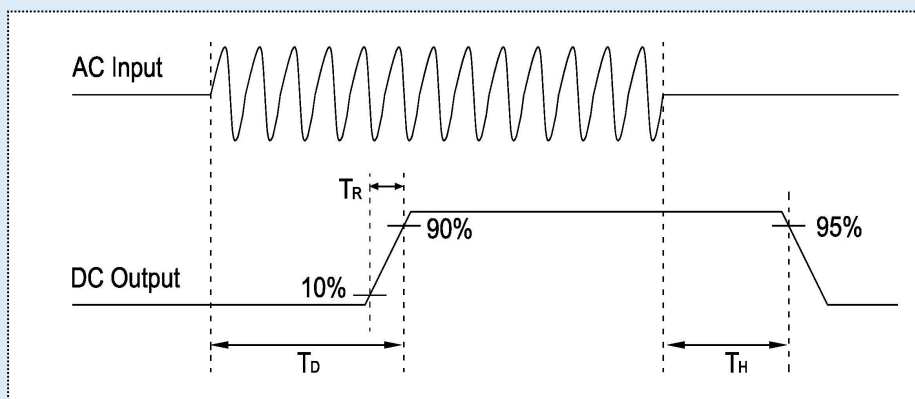 AC Input
TR
90%
95%
DC Output
10%
TD
TH